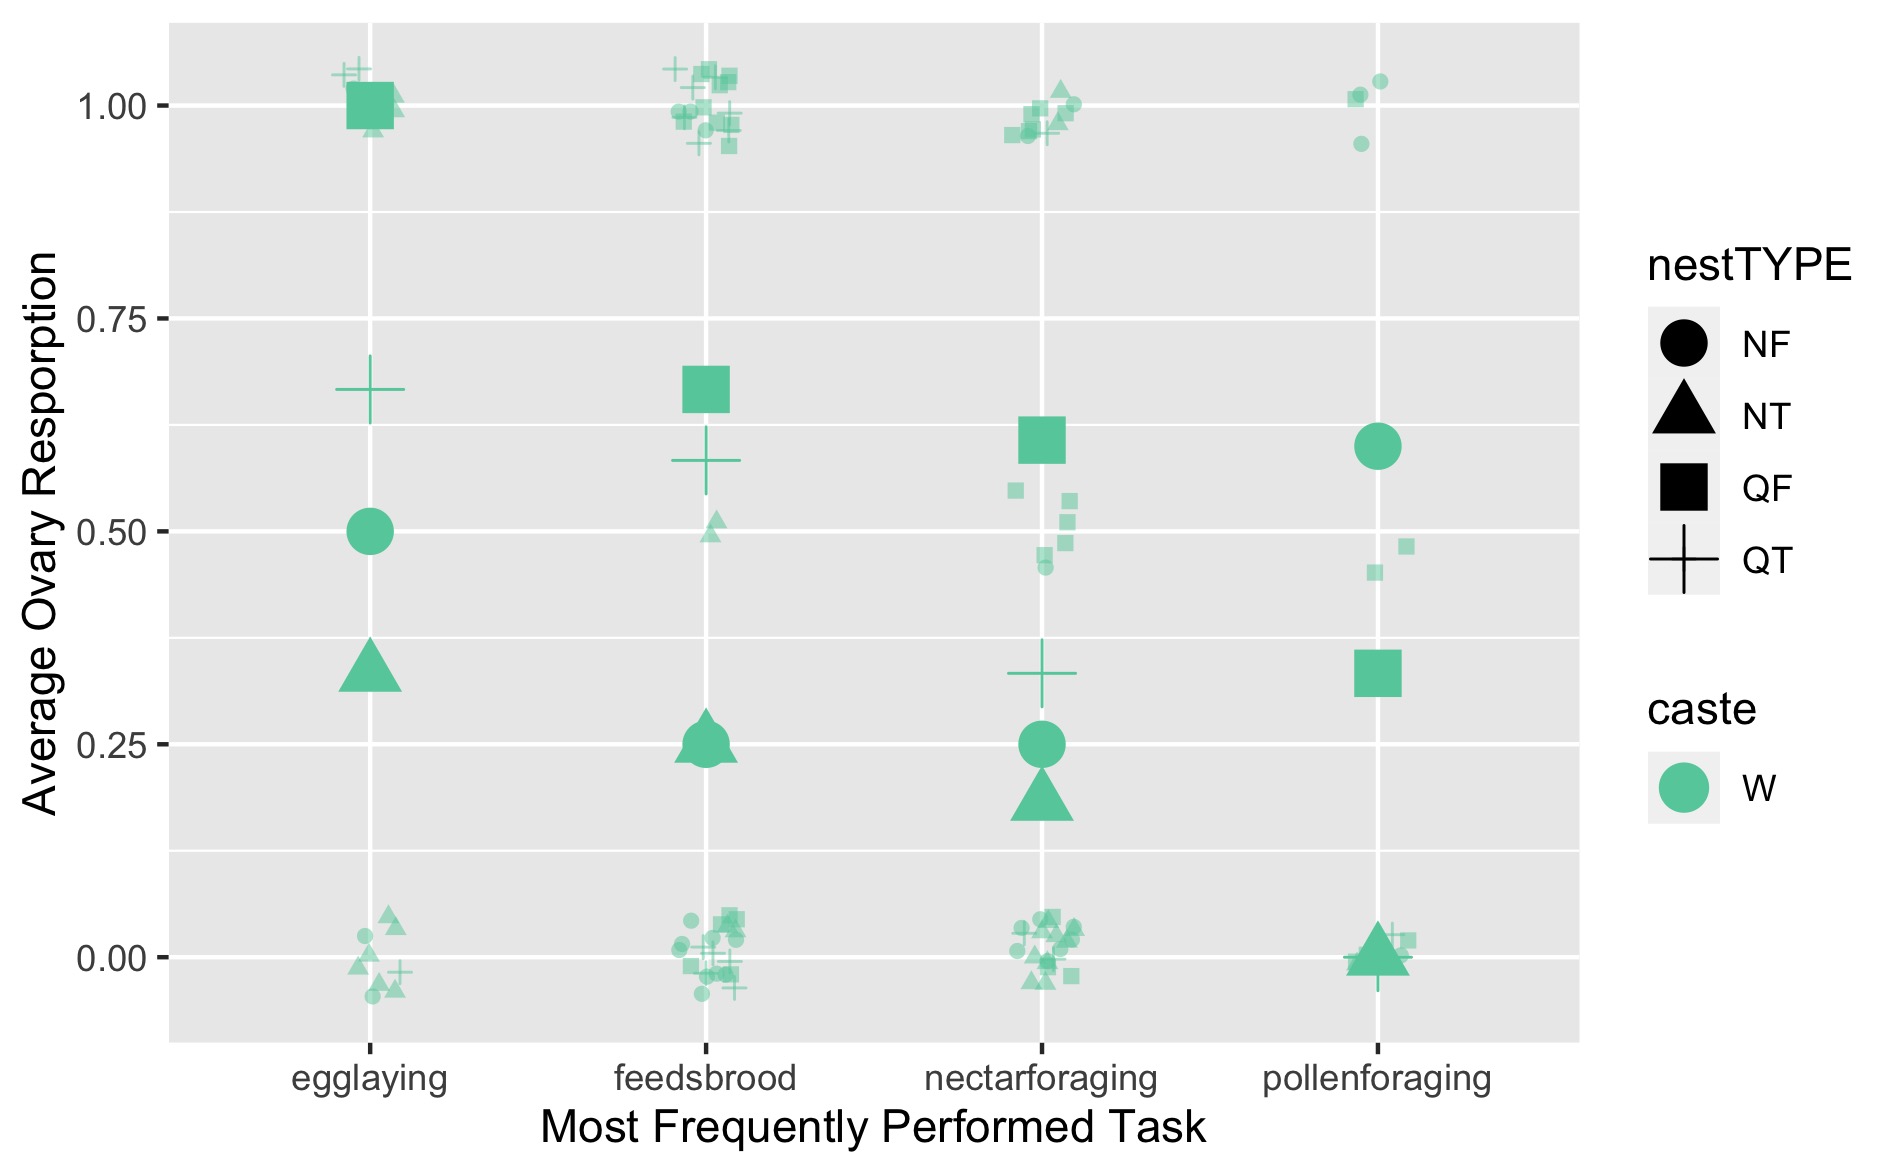 Average Ovary Resporption
1.00
0.75
0.50
0.25
0.00
egglaying
feedsbrood
nectarforaging
pollenforaging
Most Frequently Performed Task
nestTYPE
NF
NT
QF
QT
caste
W